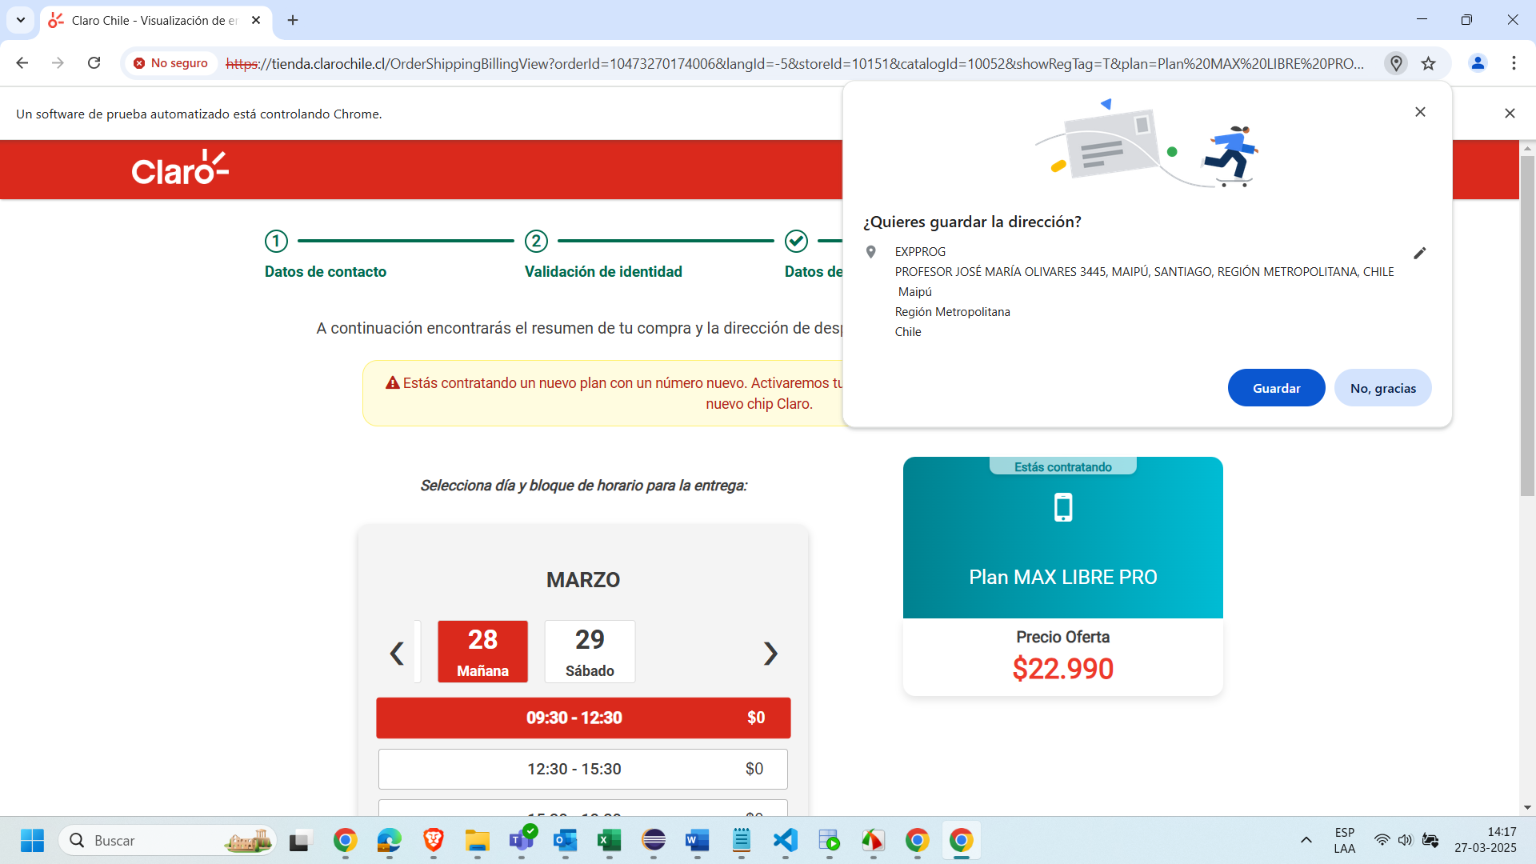 Claro Chile - Visualización de e
No seguro
https://tienda.clarochile.cl/OrderShippingBillingView?orderId=10473270174006&langId=-5&storeId=10151&catalogId=10052&showRegTag=T&plan=Plan%20MAX%20LIBRE%20PRO...
Un software de prueba automatizado está controlando Chrome.
Claro
¿Quieres guardar la dirección?
EXPPROG
PROFESOR JOSÉ MARÍA OLIVARES 3445, MAIPÚ, SANTIAGO, REGIÓN METROPOLITANA, CHILE
Maipú
Región Metropolitana
Chile
Guardar
No, gracias
1
2
Datos de contacto
Validación de identidad
Datos de
A continuación encontrarás el resumen de tu compra y la dirección de des
Estás contratando un nuevo plan con un número nuevo. Activaremos tu
nuevo chip Claro.
Selecciona día y bloque de horario para la entrega:
MARZO
28
Mañana
29
Sábado
09:30 - 12:30 $0
12:30 - 15:30 $0
Estás contratando
Plan MAX LIBRE PRO
Precio Oferta
$22.990
Buscar
ESP
LAA
14:17
27-03-2025